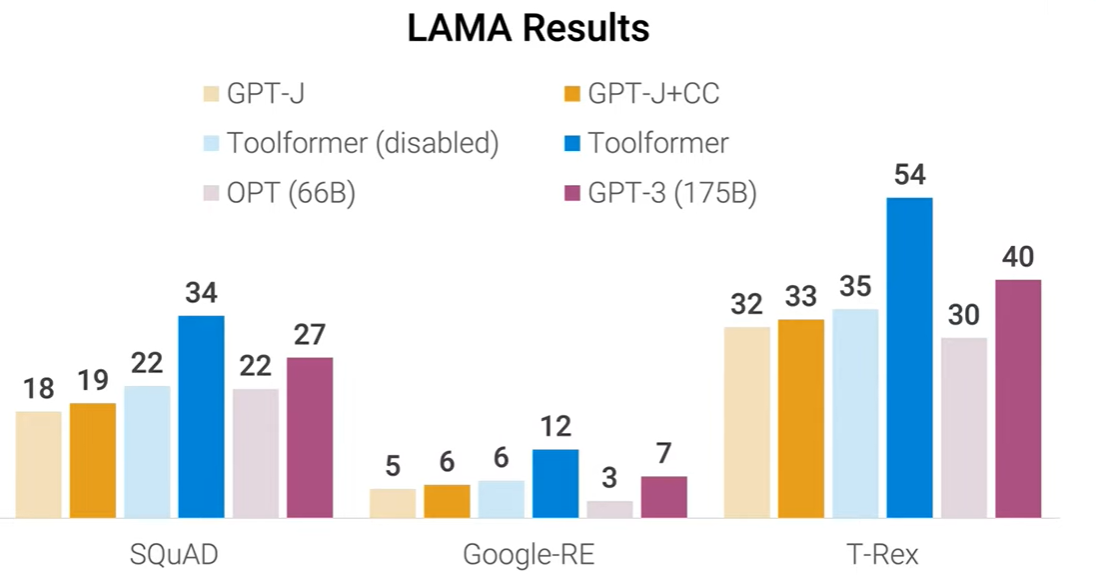 LAMA Results
GPT-J
GPT-J+CC
Toolformer (disabled)
Toolformer
OPT (66B)
GPT-3 (175B)
18
19
22
34
22
27
5
6
6
12
3
7
32
33
35
54
30
40
SQuAD
Google-RE
T-Rex